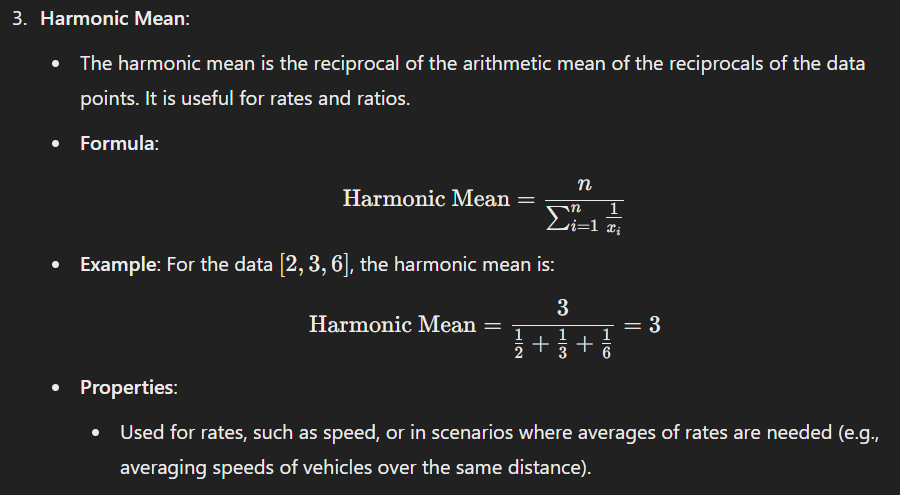 3. Harmonic Mean:
• The harmonic mean is the reciprocal of the arithmetic mean of the reciprocals of the data
points. It is useful for rates and ratios.
• Formula:
Harmonic Mean = \frac{n}{\sum_{i=1}^{n} \frac{1}{x_i}}
• Example: For the data [2, 3, 6], the harmonic mean is:
Harmonic Mean = \frac{3}{\frac{1}{2} + \frac{1}{3} + \frac{1}{6}} = 3
• Properties:
• Used for rates, such as speed, or in scenarios where averages of rates are needed (e.g.,
averaging speeds of vehicles over the same distance).